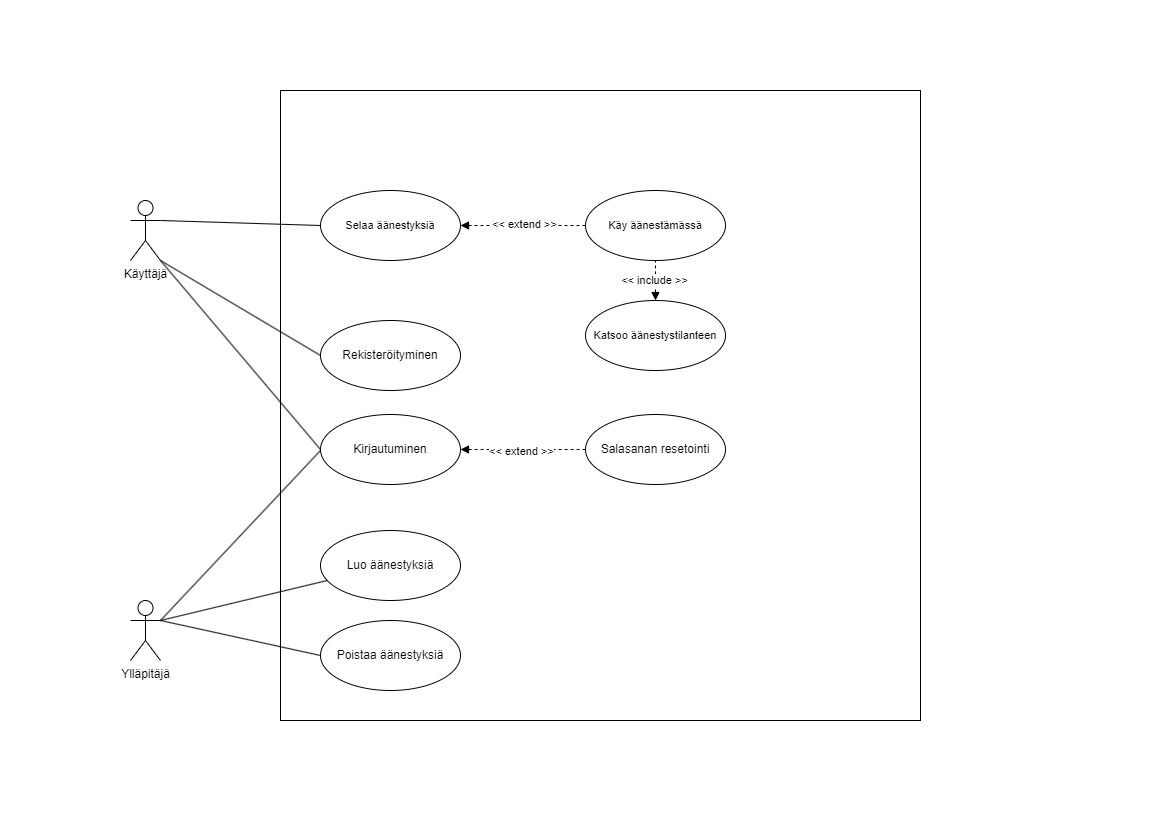 Selaa äänestyksiä
<< extend >>
Käy äänestämässä
Käyttäjä
<< include >>
Katsoo äänestystilanteen
Rekisteröityminen
Kirjautuminen
<< extend >>
Salasanan resetointi
Luo äänestyksiä
Poistaa äänestyksiä
Ylläpitäjä